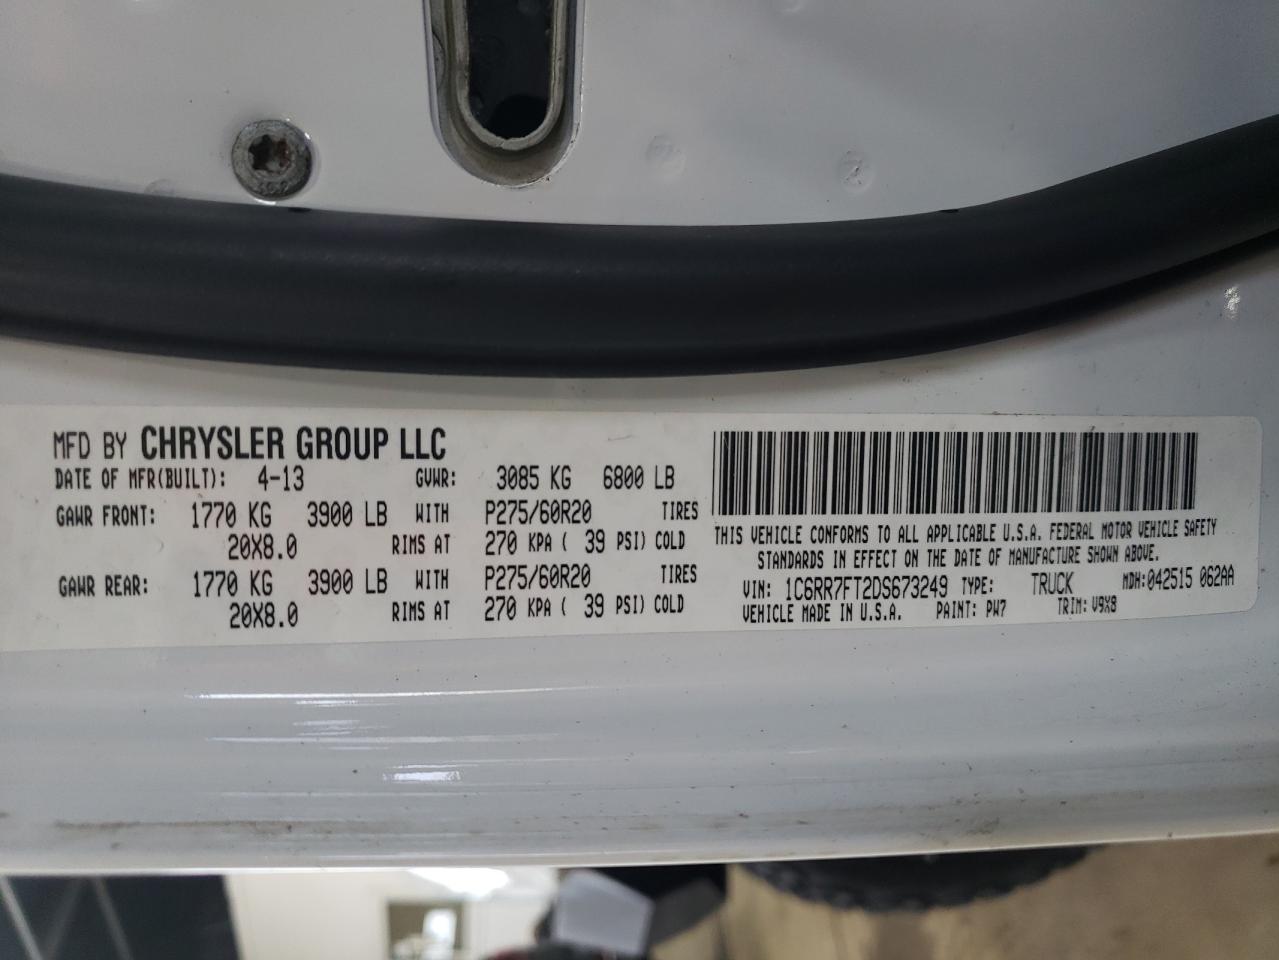 MFD BY CHRYSLER GROUP LLC
DATE OF MFR(BUILT): 4-13 GVWR: 3085 KG 6800 LB
GAWR FRONT: 1770 KG 3900 LB WITH P275/60R20 TIRES
20X8.0 RIMS AT 270 KPA ( 39 PSI) COLD
GAWR REAR: 1770 KG 3900 LB WITH P275/60R20 TIRES
20X8.0 RIMS AT 270 KPA ( 39 PSI) COLD
THIS VEHICLE CONFORMS TO ALL APPLICABLE U.S.A. FEDERAL MOTOR VEHICLE SAFETY
STANDARDS IN EFFECT ON THE DATE OF MANUFACTURE SHOWN ABOVE.
VIN: 1C6RR7FT2DS673249 TYPE: TRUCK MDH:042515 062AA
VEHICLE MADE IN U.S.A. PAINT: PW7 TRIM: V9X8